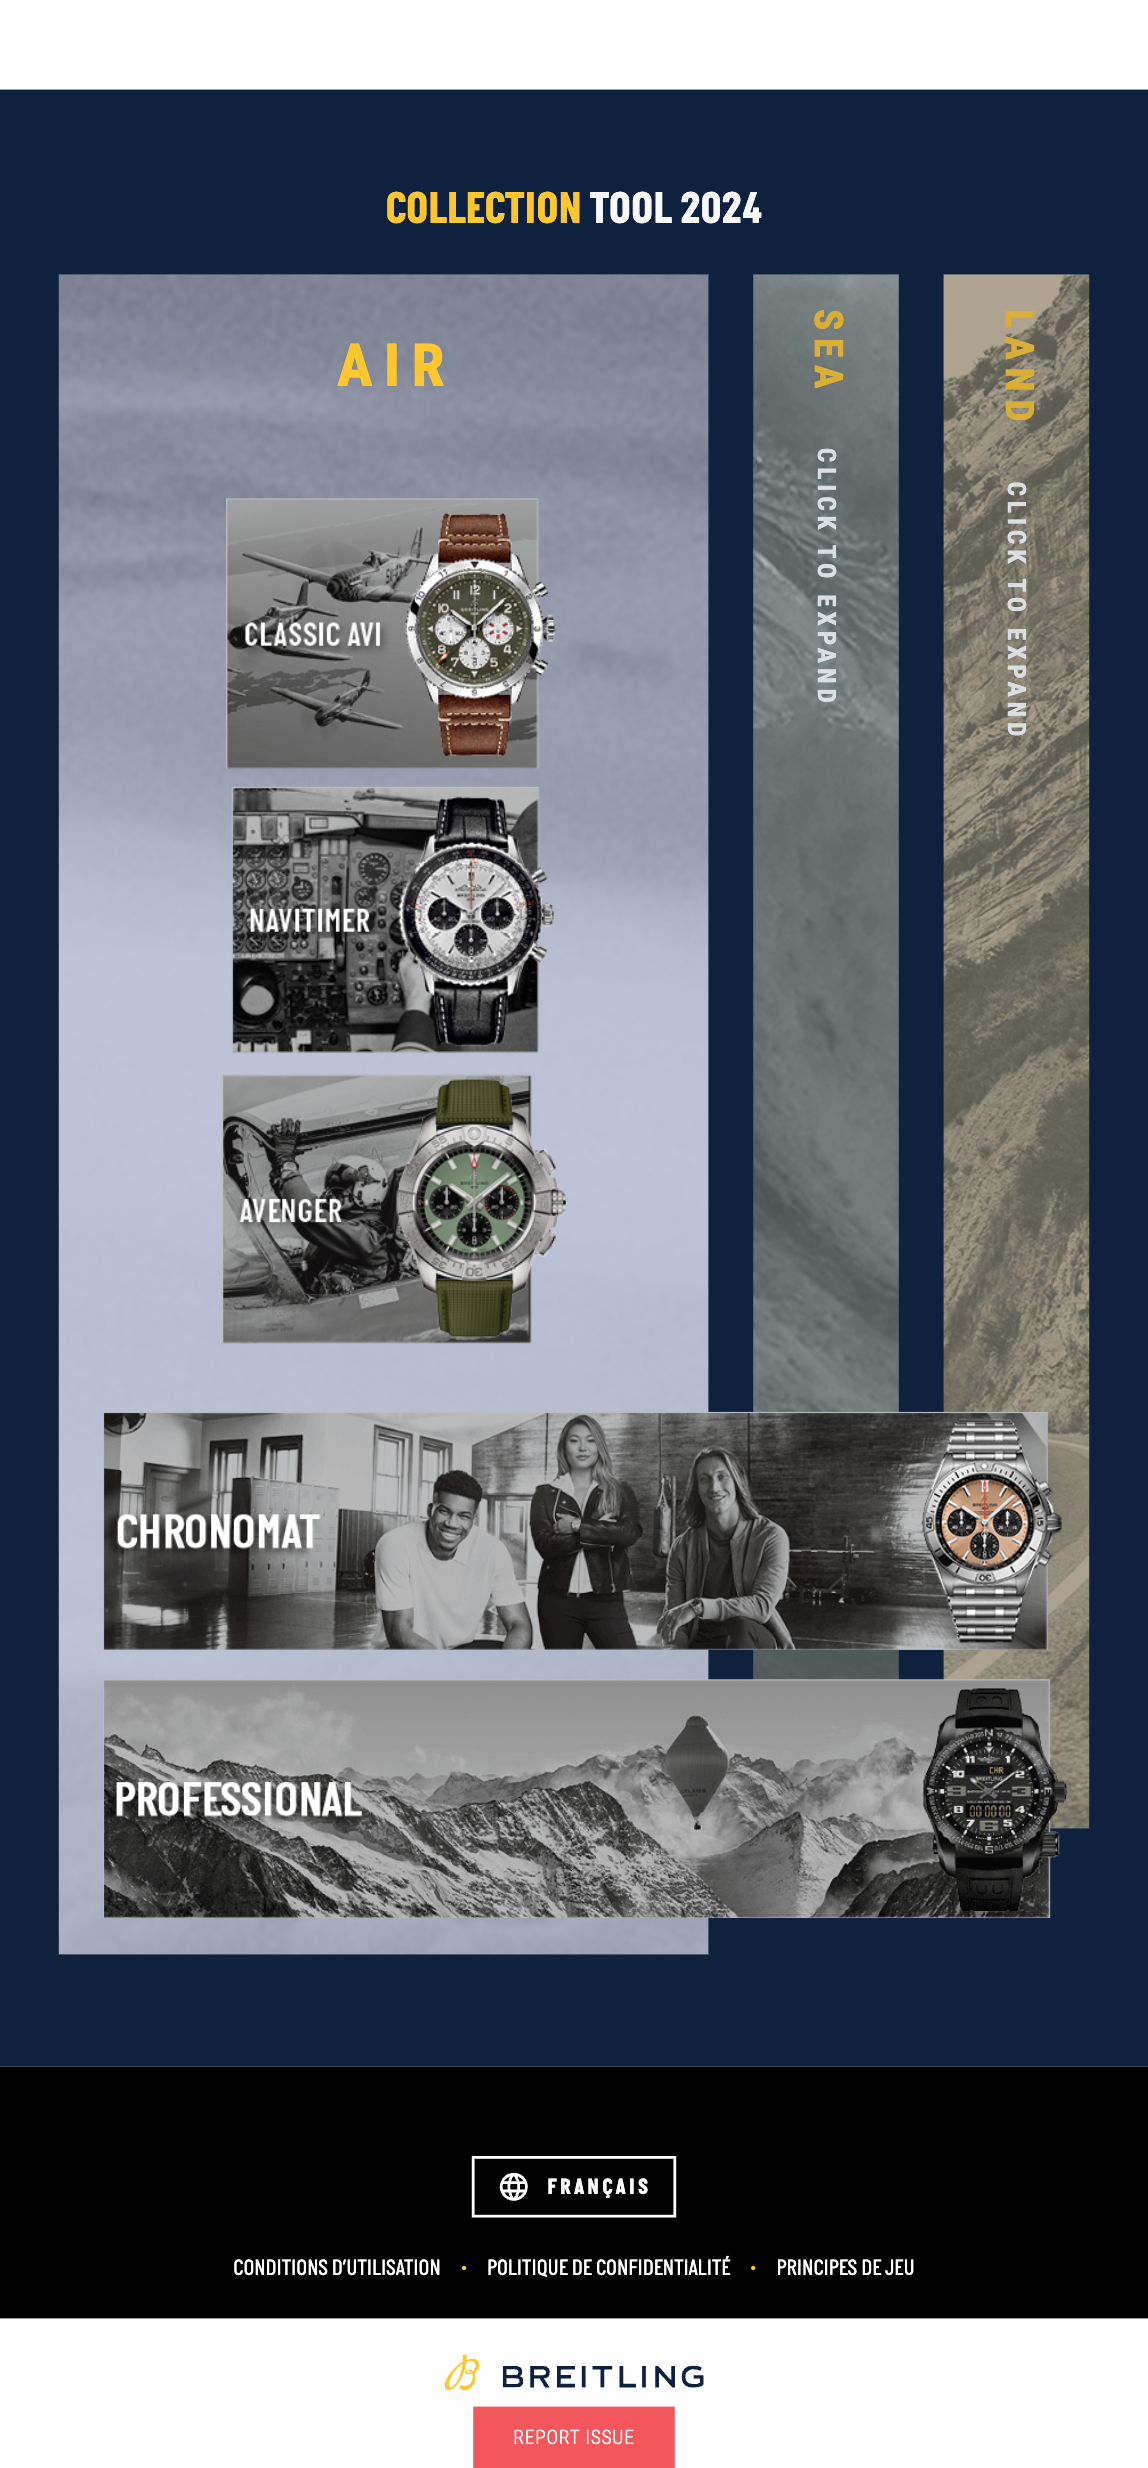 COLLECTION TOOL 2024
AIR
SEA
CLICK TO EXPAND
LAND
CLICK TO EXPAND
CLASSIC AVI
NAVITIMER
AVENGER
CHRONOMAT
PROFESSIONAL
FRANÇAIS
CONDITIONS D'UTILISATION • POLITIQUE DE CONFIDENTIALITÉ • PRINCIPES DE JEU
BREITLING
REPORT ISSUE